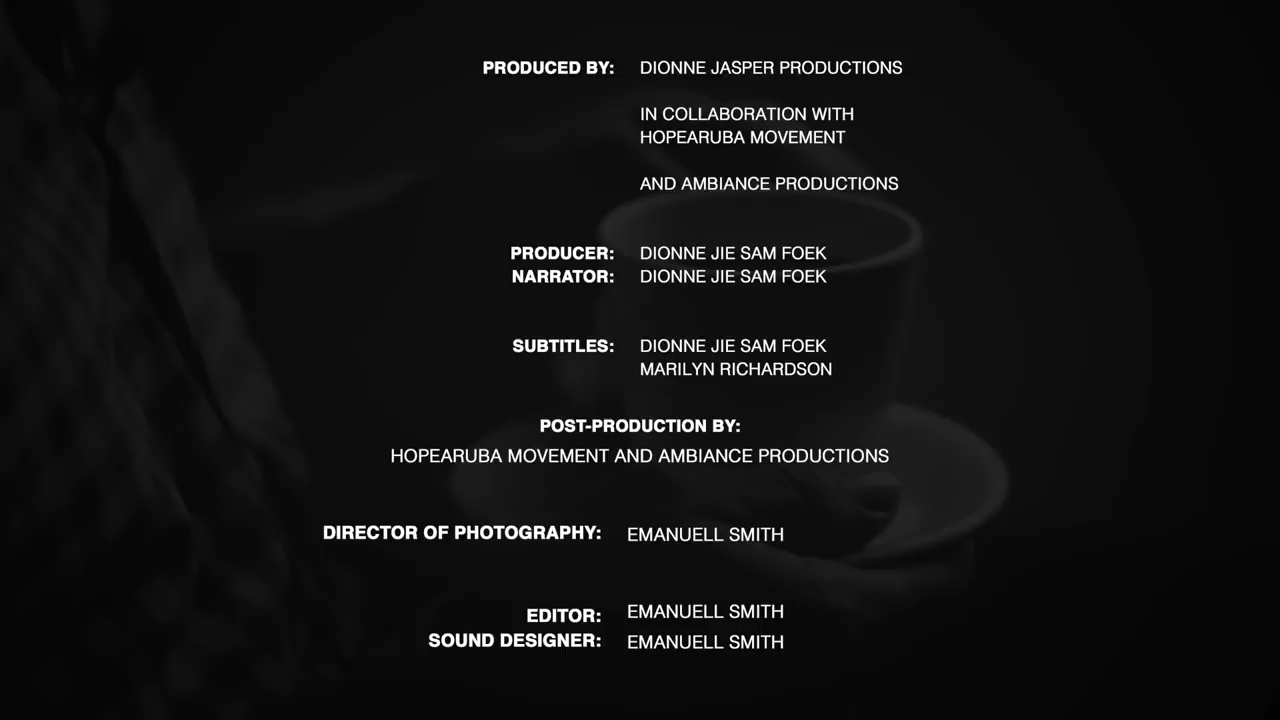 PRODUCED BY: DIONNE JASPER PRODUCTIONS
IN COLLABORATION WITH
HOPEARUBA MOVEMENT
AND AMBIANCE PRODUCTIONS
PRODUCER: DIONNE JIE SAM FOEK
NARRATOR: DIONNE JIE SAM FOEK
SUBTITLES: DIONNE JIE SAM FOEK
MARILYN RICHARDSON
POST-PRODUCTION BY:
HOPEARUBA MOVEMENT AND AMBIANCE PRODUCTIONS
DIRECTOR OF PHOTOGRAPHY: EMANUELL SMITH
EDITOR: EMANUELL SMITH
SOUND DESIGNER: EMANUELL SMITH